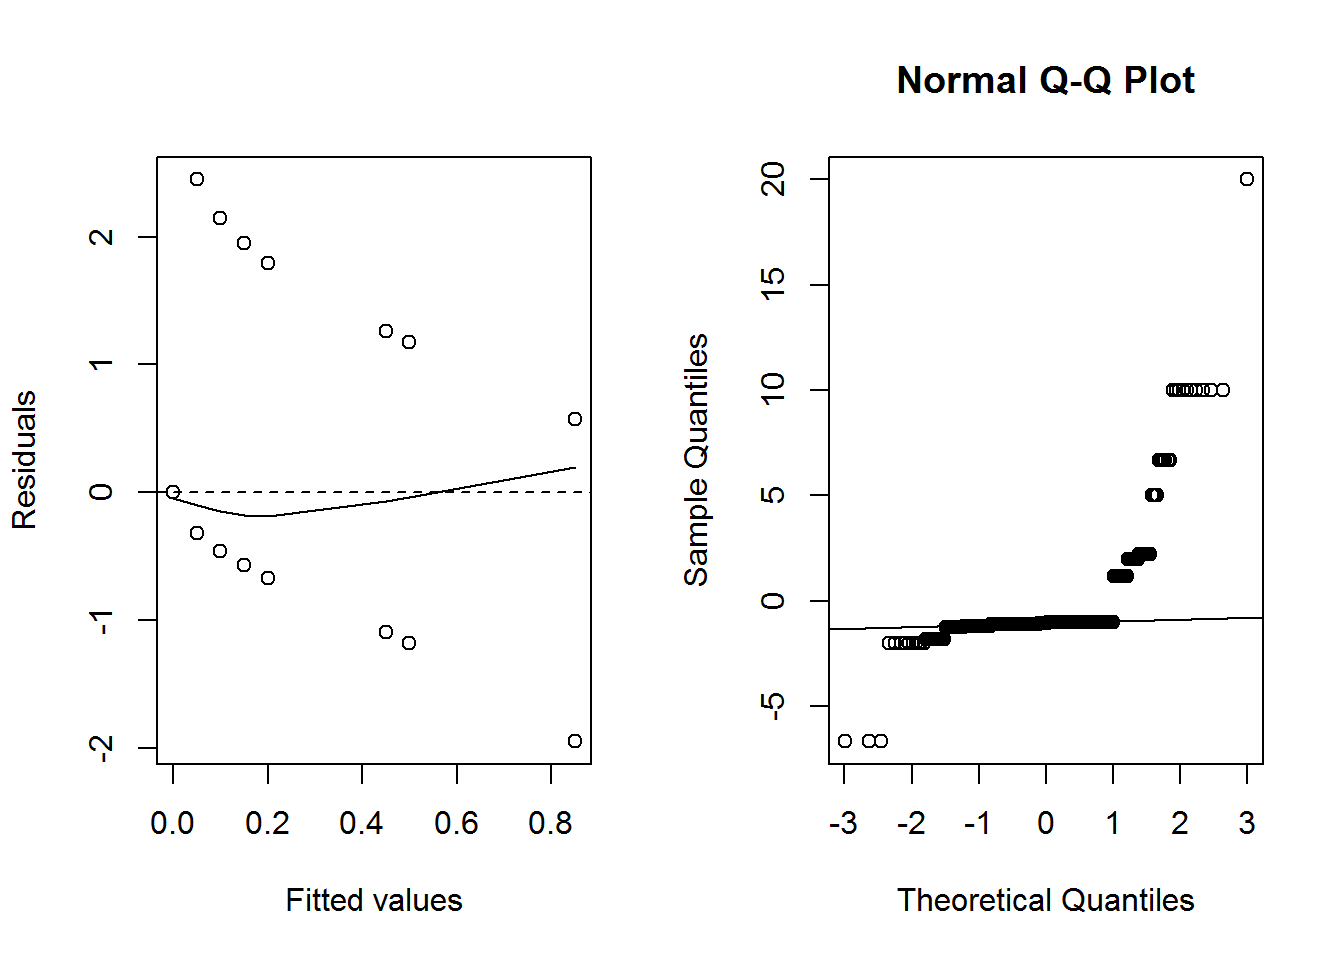 Normal Q-Q Plot
Residuals
2
1
0
-1
-2
0.0 0.2 0.4 0.6 0.8
Fitted values
Sample Quantiles
20
15
10
5
0
-5
-3 -2 -1 0 1 2 3
Theoretical Quantiles